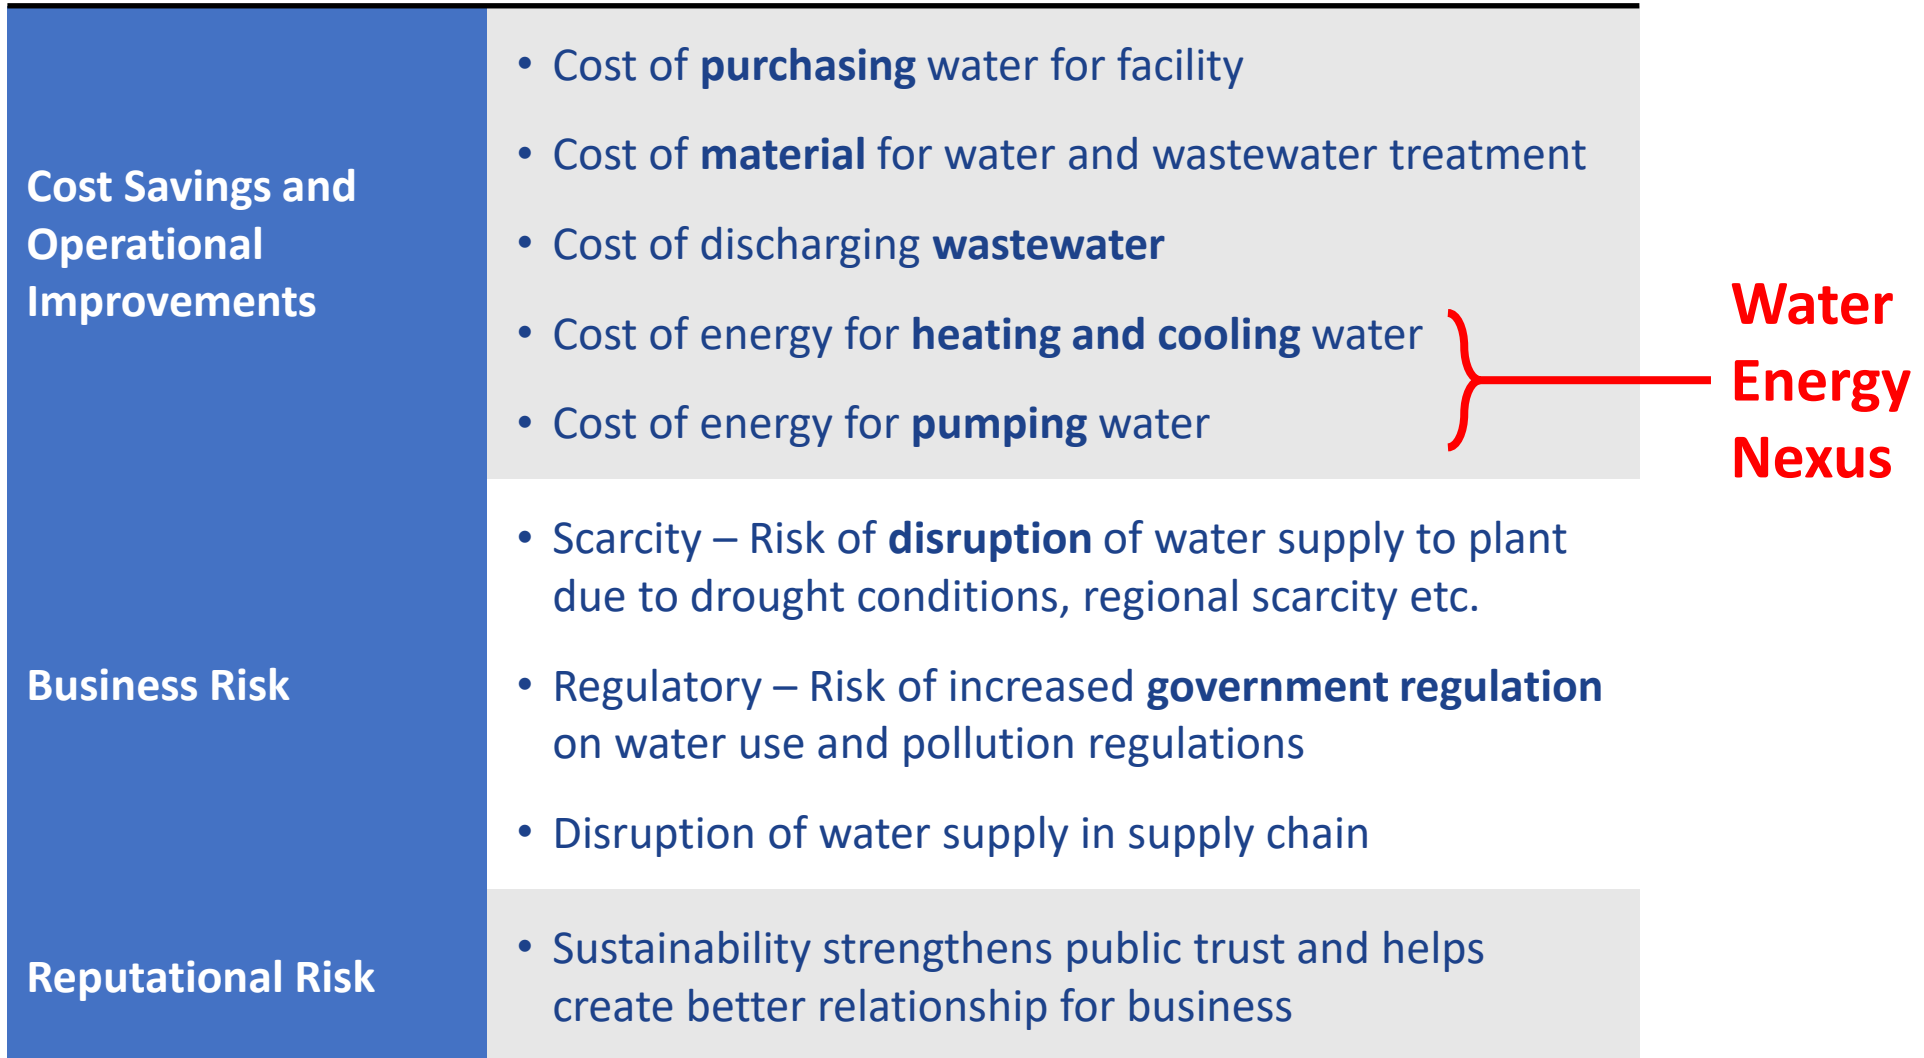 Cost Savings and
Operational
Improvements
• Cost of purchasing water for facility
• Cost of material for water and wastewater treatment
• Cost of discharging wastewater
• Cost of energy for heating and cooling water
• Cost of energy for pumping water
Water
Energy
Nexus
Business Risk
• Scarcity – Risk of disruption of water supply to plant
due to drought conditions, regional scarcity etc.
• Regulatory – Risk of increased government regulation
on water use and pollution regulations
• Disruption of water supply in supply chain
Reputational Risk
• Sustainability strengthens public trust and helps
create better relationship for business